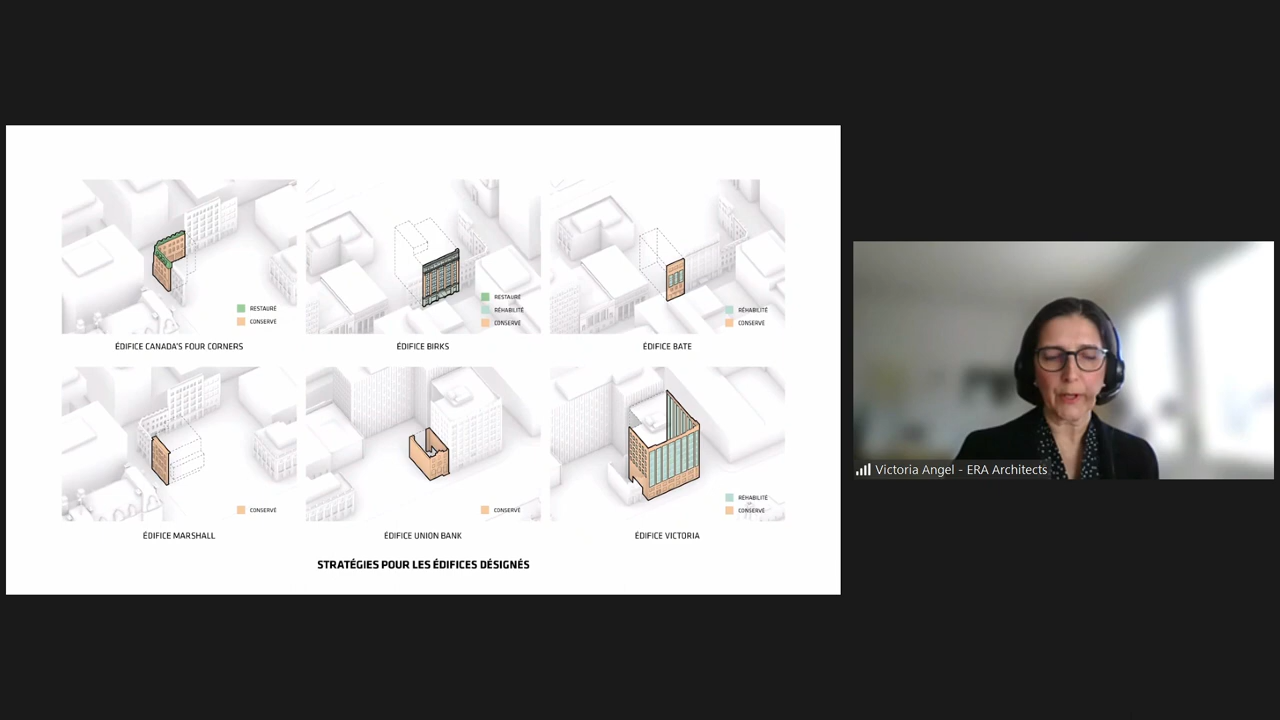 RESTAURÉ
CONSERVÉ
ÉDIFICE CANADA'S FOUR CORNERS
RESTAURÉ
RÉHABILITÉ
CONSERVÉ
ÉDIFICE BIRKS
RÉHABILITÉ
CONSERVÉ
ÉDIFICE BATE
CONSERVÉ
ÉDIFICE MARSHALL
CONSERVÉ
ÉDIFICE UNION BANK
RÉHABILITÉ
CONSERVÉ
ÉDIFICE VICTORIA
STRATÉGIES POUR LES ÉDIFICES DÉSIGNÉS
Victoria Angel - ERA Architects